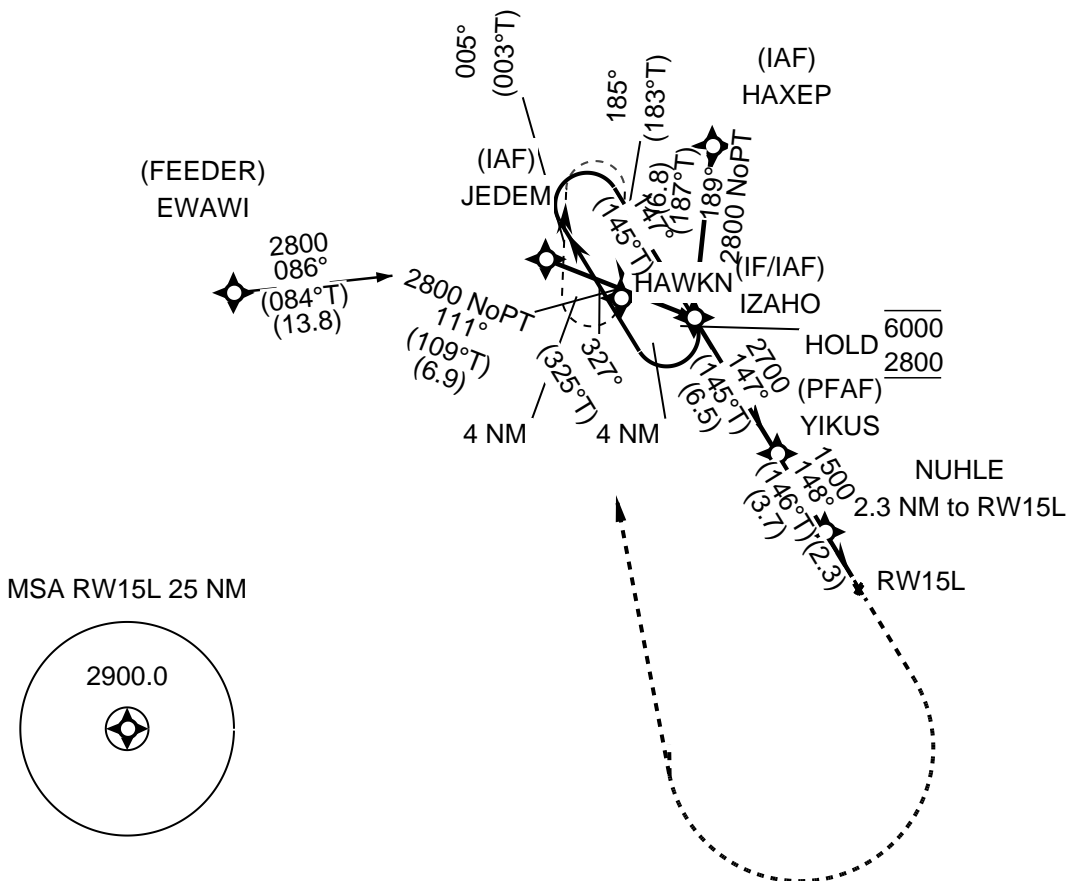 005°
(003°T)
185°
(183°T)
(IAF)
HAXEP
(IAF)
JEDEM
(FEEDER)
EWAWI
2800
086°
(084°T)
(13.8)
147°
(145°T)
2800 NoPT
189°
(187°T)
(6.8)
HAWKN
(IF/IAF)
IZAHO
2800 NoPT
111°
(109°T)
(6.9)
HOLD
6000
2800
327°
(325°T)
4 NM
4 NM
2700
147°
(145°T)
(6.5)
(PFAF)
YIKUS
1500
148°
(146°T)
(3.7)
(2.3)
NUHLE
2.3 NM to RW15L
RW15L
MSA RW15L 25 NM
2900.0